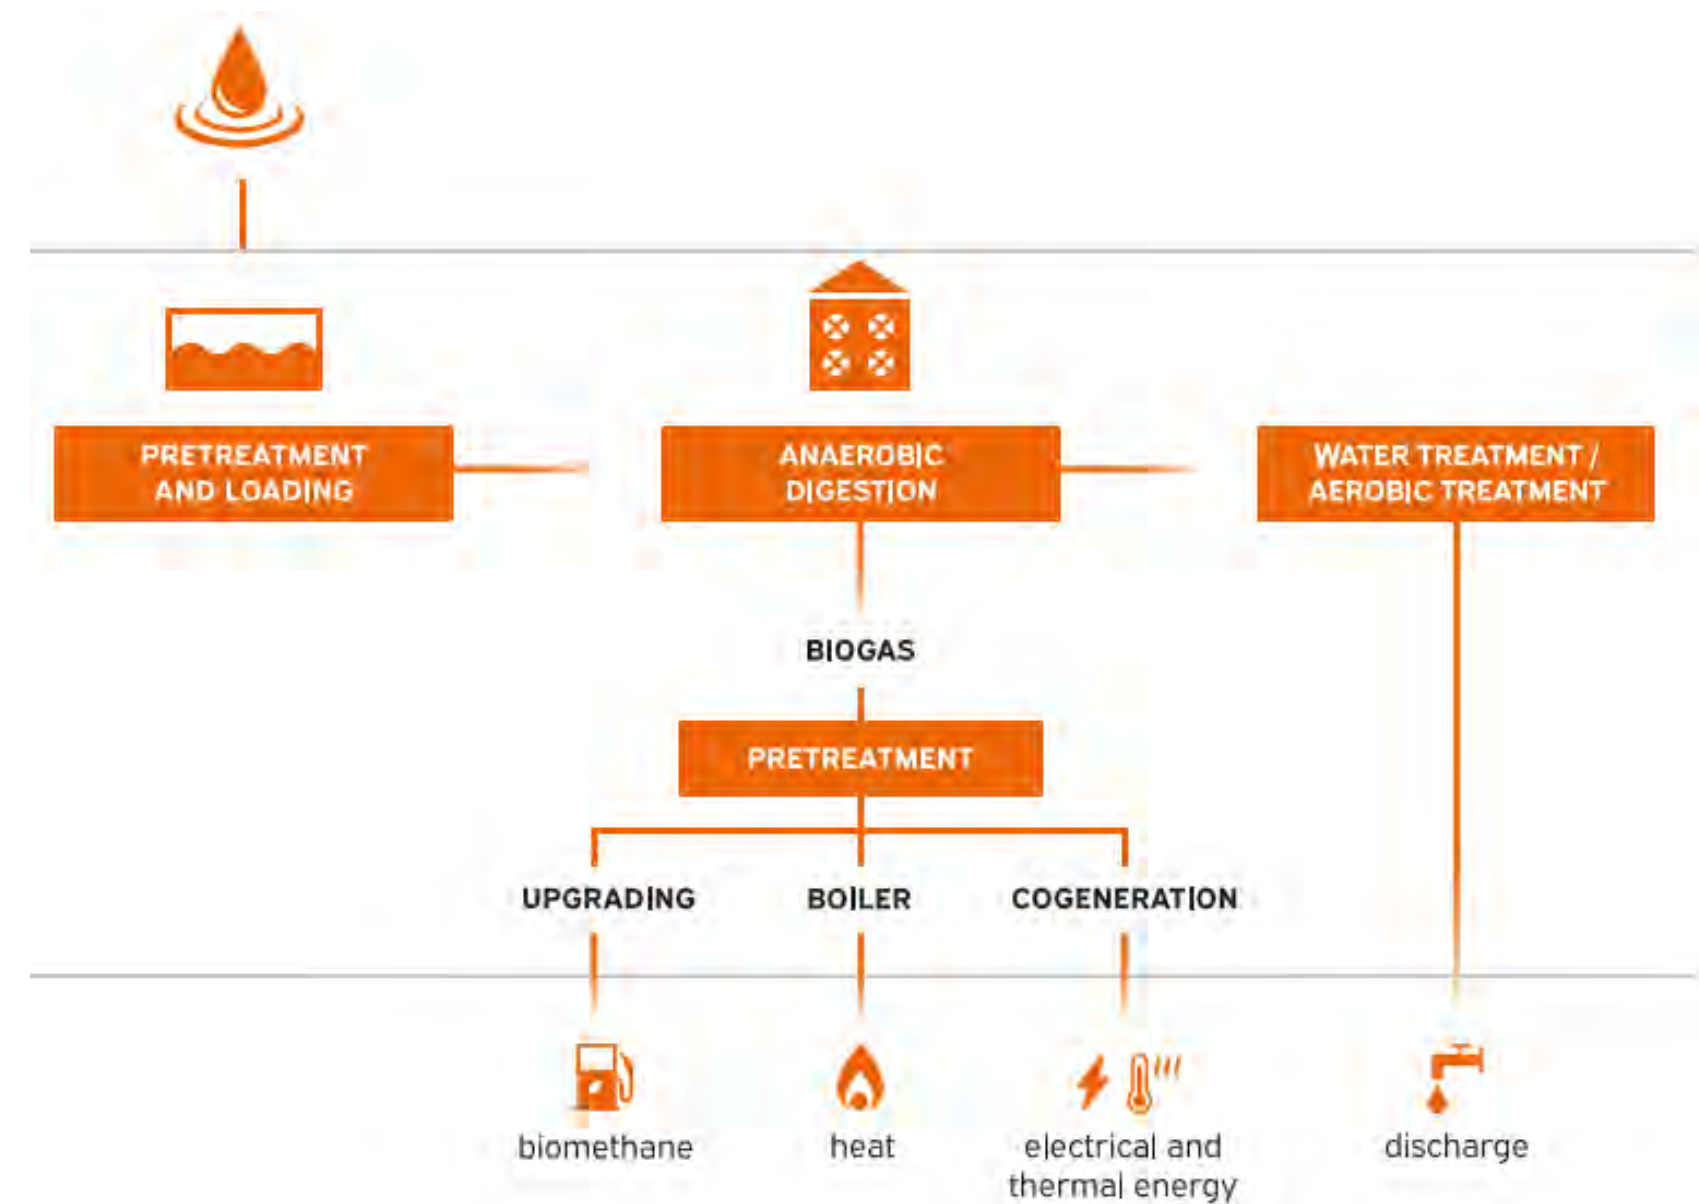 PRETREATMENT
AND LOADING
ANAEROBIC
DIGESTION
WATER TREATMENT /
AEROBIC TREATMENT
BIOGAS
PRETREATMENT
UPGRADING
BOILER
COGENERATION
biomethane
heat
electrical and
thermal energy
discharge